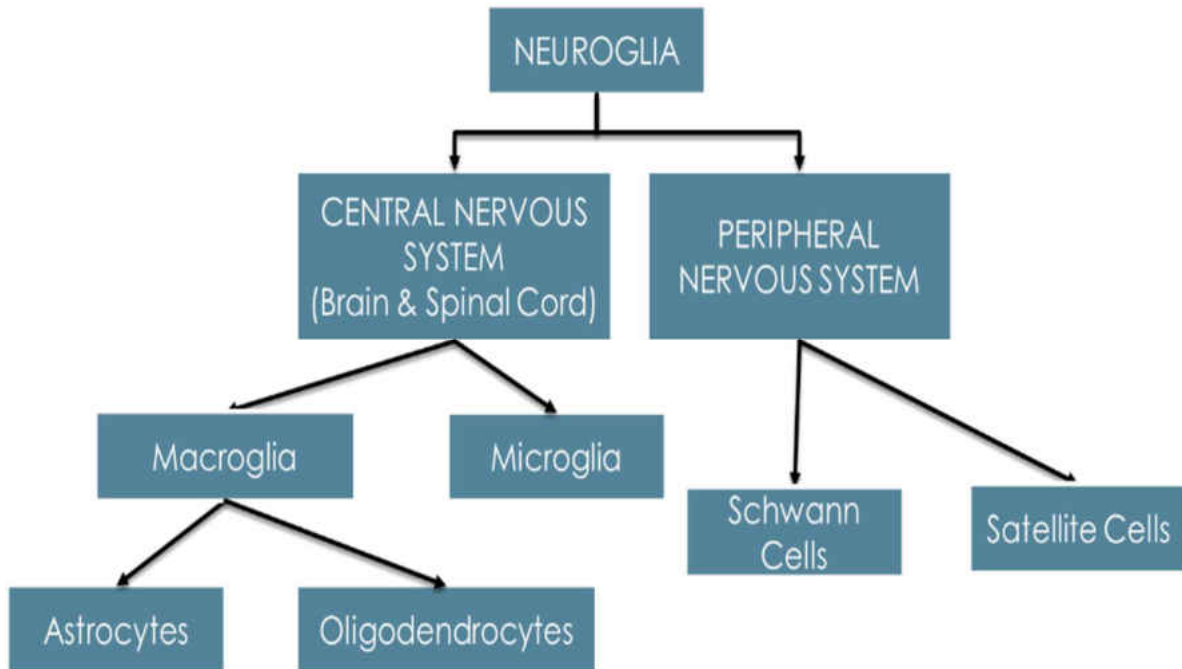 NEUROGLIA
CENTRAL NERVOUS
SYSTEM
(Brain & Spinal Cord)
PERIPHERAL
NERVOUS SYSTEM
Macroglia
Microglia
Schwann
Cells
Satellite Cells
Astrocytes
Oligodendrocytes